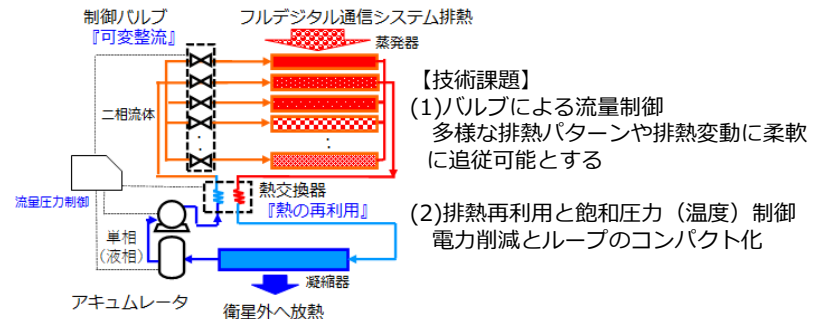 制御バルブ
『可変整流』
フルデジタル通信システム排熱
蒸発器
二相流体
流量圧力制御
熱交換器
『熱の再利用』
単相
(液相)
アキュムレータ
凝縮器
衛星外へ放熱
【技術課題】
(1)バルブによる流量制御
多様な排熱パターンや排熱変動に柔軟
に追従可能とする
(2)排熱再利用と飽和圧力（温度）制御
電力削減とループのコンパクト化